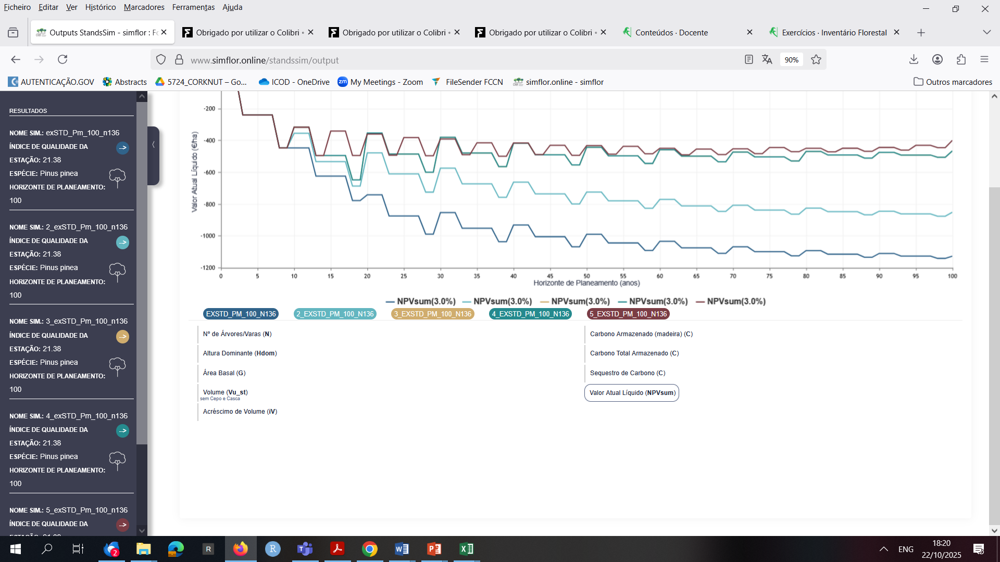 Ficheiro Editar Ver Histórico Marcadores Ferramentas Ajuda
Outputs StandsSim - simflor : Fo
Obrigado por utilizar o Colibri •
Obrigado por utilizar o Colibri •
Obrigado por utilizar o Colibri •
Conteúdos · Docente
Exercícios · Inventário Florestal
www.simflor.online/standssim/output
90%
AUTENTICAÇÃO.GOV
Abstracts
5724_CORKNUT – Go...
ICOD - OneDrive
zm My Meetings - Zoom
FileSender FCCN
simflor.online - simflor
Outros marcadores
RESULTADOS
NOME SIM.: exSTD_Pm_100_n136
ÍNDICE DE QUALIDADE DA
-->
ESTAÇÃO: 21.38
ESPÉCIE: Pinus pinea
HORIZONTE DE PLANEAMENTO:
100
NOME SIM.: 2_exSTD_Pm_100_n136
ÍNDICE DE QUALIDADE DA
-->
ESTAÇÃO: 21.38
ESPÉCIE: Pinus pinea
HORIZONTE DE PLANEAMENTO:
100
NOME SIM.: 3_exSTD_Pm_100_n136
ÍNDICE DE QUALIDADE DA
-->
ESTAÇÃO: 21.38
ESPÉCIE: Pinus pinea
HORIZONTE DE PLANEAMENTO:
100
NOME SIM.: 4_exSTD_Pm_100_n136
ÍNDICE DE QUALIDADE DA
-->
ESTAÇÃO: 21.38
ESPÉCIE: Pinus pinea
HORIZONTE DE PLANEAMENTO:
100
NOME SIM.: 5_exSTD_Pm_100_n136
ÍNDICE DE QUALIDADE DA
-->
Valor Atual Líquido (€/ha)
-200
-400
-600
-800
-1000
-1200
0 5 10 15 20 25 30 35 40 45 50 55 60 65 70 75 80 85 90 95 100
Horizonte de Planeamento (anos)
NPVsum(3.0%) NPVsum(3.0%) NPVsum(3.0%) NPVsum(3.0%) NPVsum(3.0%)
EXSTD_PM_100_N136 2_EXSTD_PM_100_N136 3_EXSTD_PM_100_N136 4_EXSTD_PM_100_N136 5_EXSTD_PM_100_N136
Nº de Árvores/Varas (N)
Altura Dominante (Hdom)
Área Basal (G)
Volume (Vu_st)
sem Cepo e Casca
Acréscimo de Volume (iV)
Carbono Armazenado (madeira) (C)
Carbono Total Armazenado (C)
Sequestro de Carbono (C)
Valor Atual Líquido (NPVsum)
2
R
R
ENG
18:20
22/10/2025